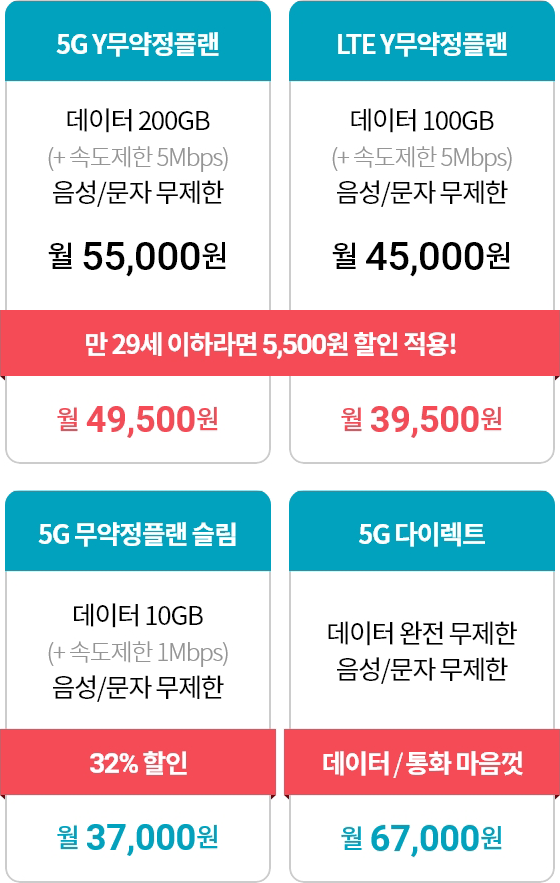 5G Y무약정플랜
데이터 200GB
(+ 속도제한 5Mbps)
음성/문자 무제한
월 55,000원
LTE Y무약정플랜
데이터 100GB
(+ 속도제한 5Mbps)
음성/문자 무제한
월 45,000원
만 29세 이하라면 5,500원 할인 적용!
월 49,500원
월 39,500원
5G 무약정플랜 슬림
데이터 10GB
(+ 속도제한 1Mbps)
음성/문자 무제한
32% 할인
월 37,000원
5G 다이렉트
데이터 완전 무제한
음성/문자 무제한
데이터 / 통화 마음껏
월 67,000원